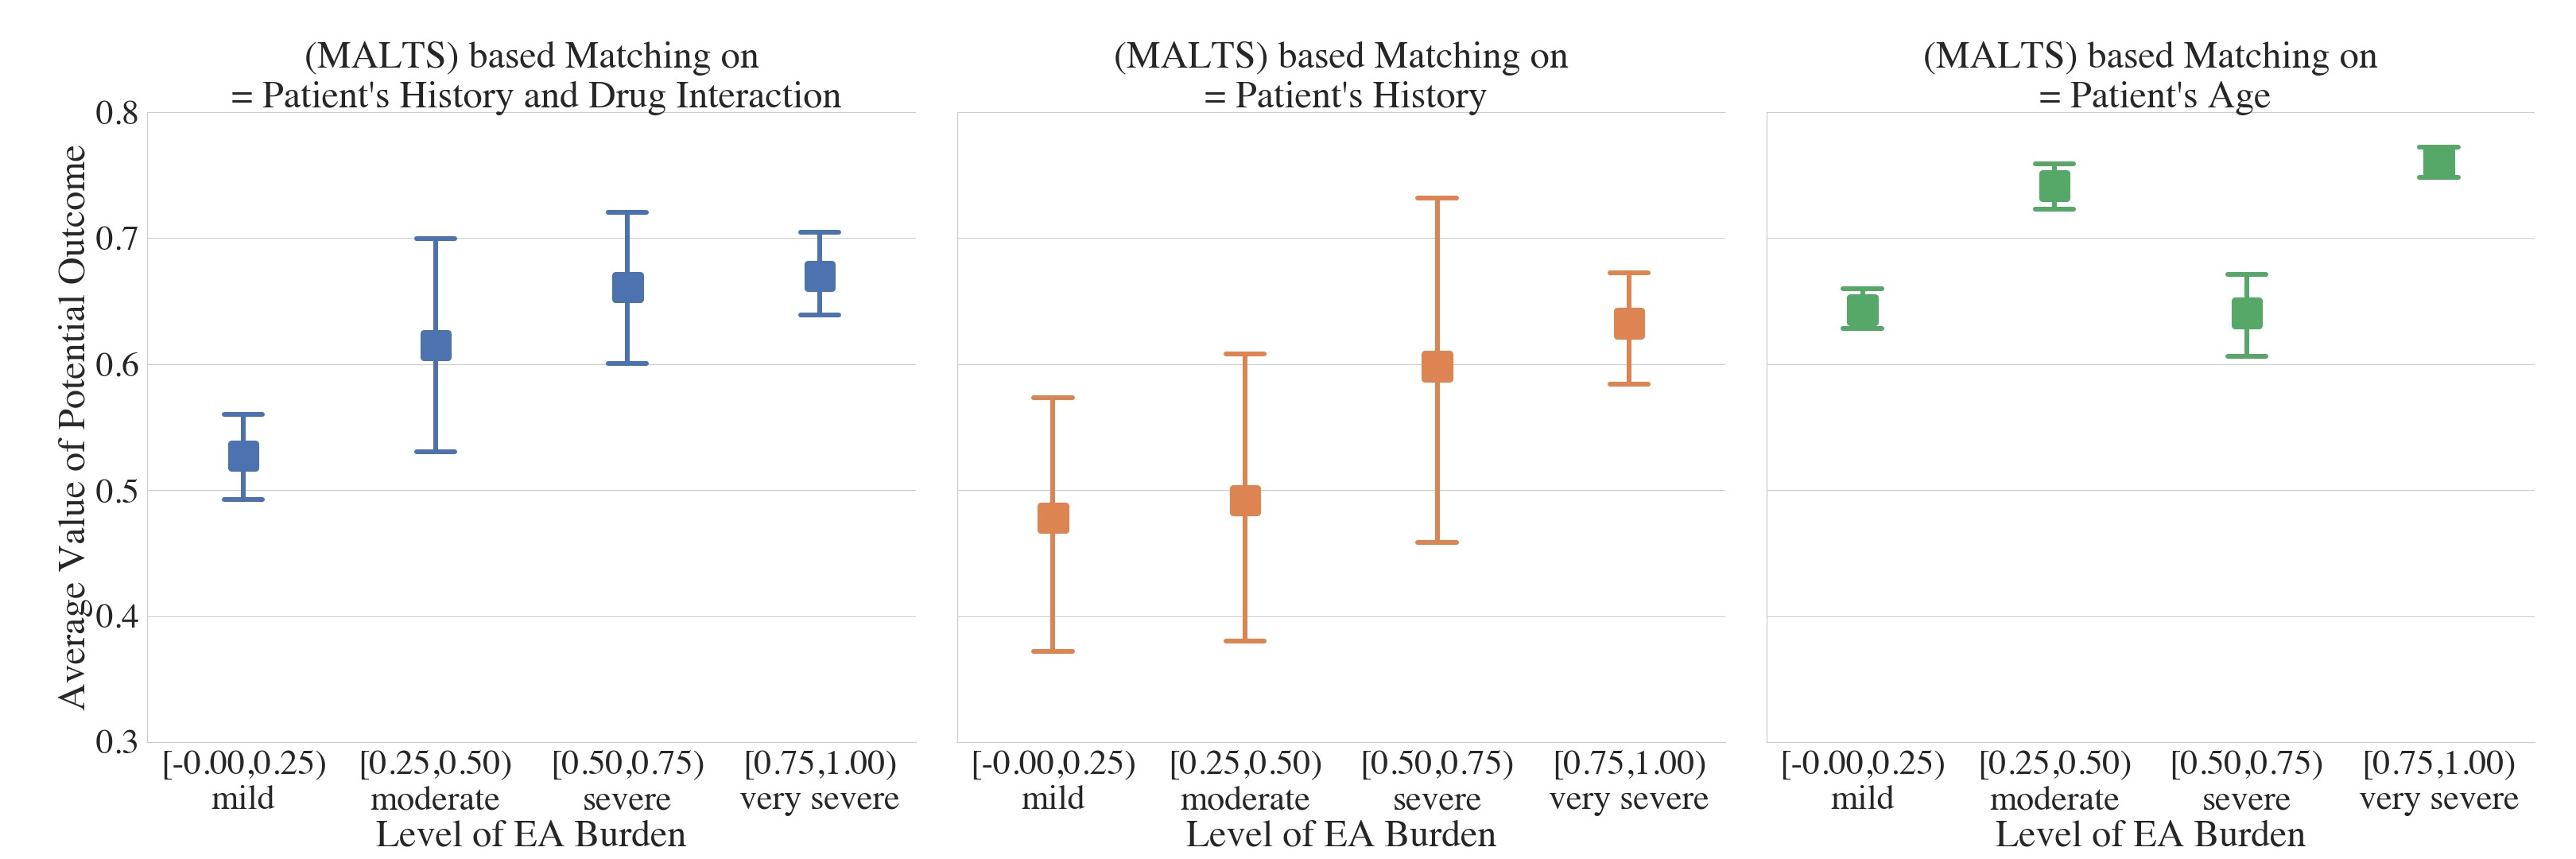 (MALTS) based Matching on
= Patient's History and Drug Interaction
(MALTS) based Matching on
= Patient's History
(MALTS) based Matching on
= Patient's Age
Average Value of Potential Outcome
0.8
0.7
0.6
0.5
0.4
0.3
[-0.00,0.25)
mild
[0.25,0.50)
moderate
[0.50,0.75)
severe
[0.75,1.00)
very severe
Level of EA Burden
[-0.00,0.25)
mild
[0.25,0.50)
moderate
[0.50,0.75)
severe
[0.75,1.00)
very severe
Level of EA Burden
[-0.00,0.25)
mild
[0.25,0.50)
moderate
[0.50,0.75)
severe
[0.75,1.00)
very severe
Level of EA Burden